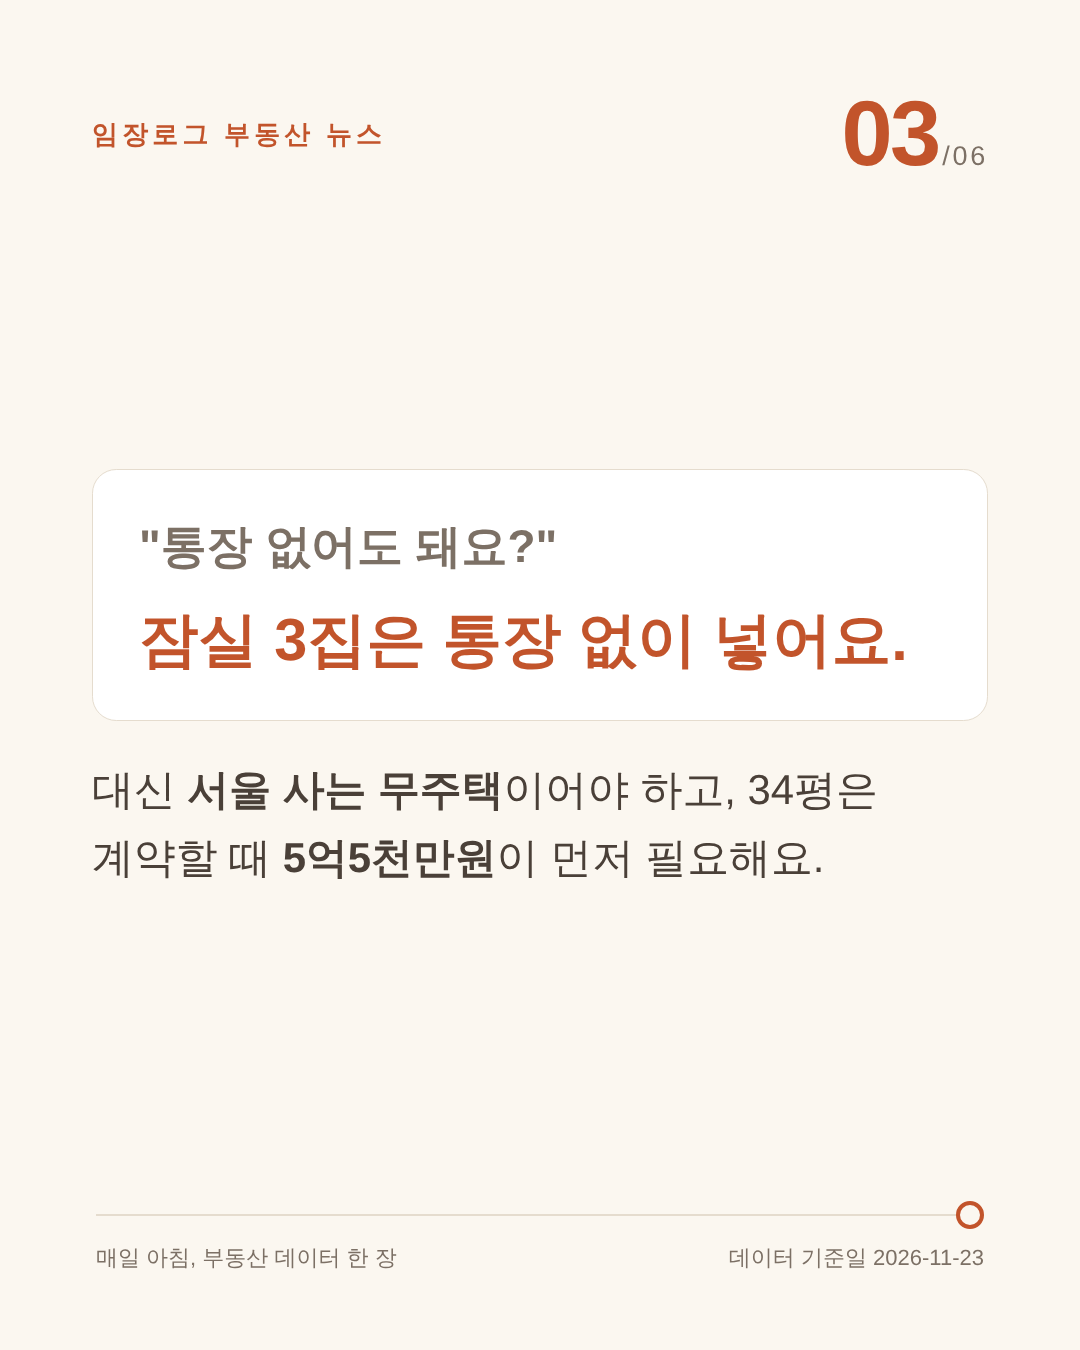 임장로그 부동산 뉴스
03/06
"통장 없어도 돼요?"
잠실 3집은 통장 없이 넣어요.
대신 서울 사는 무주택이어야 하고, 34평은
계약할 때 5억5천만원이 먼저 필요해요.
매일 아침, 부동산 데이터 한 장
데이터 기준일 2026-11-23